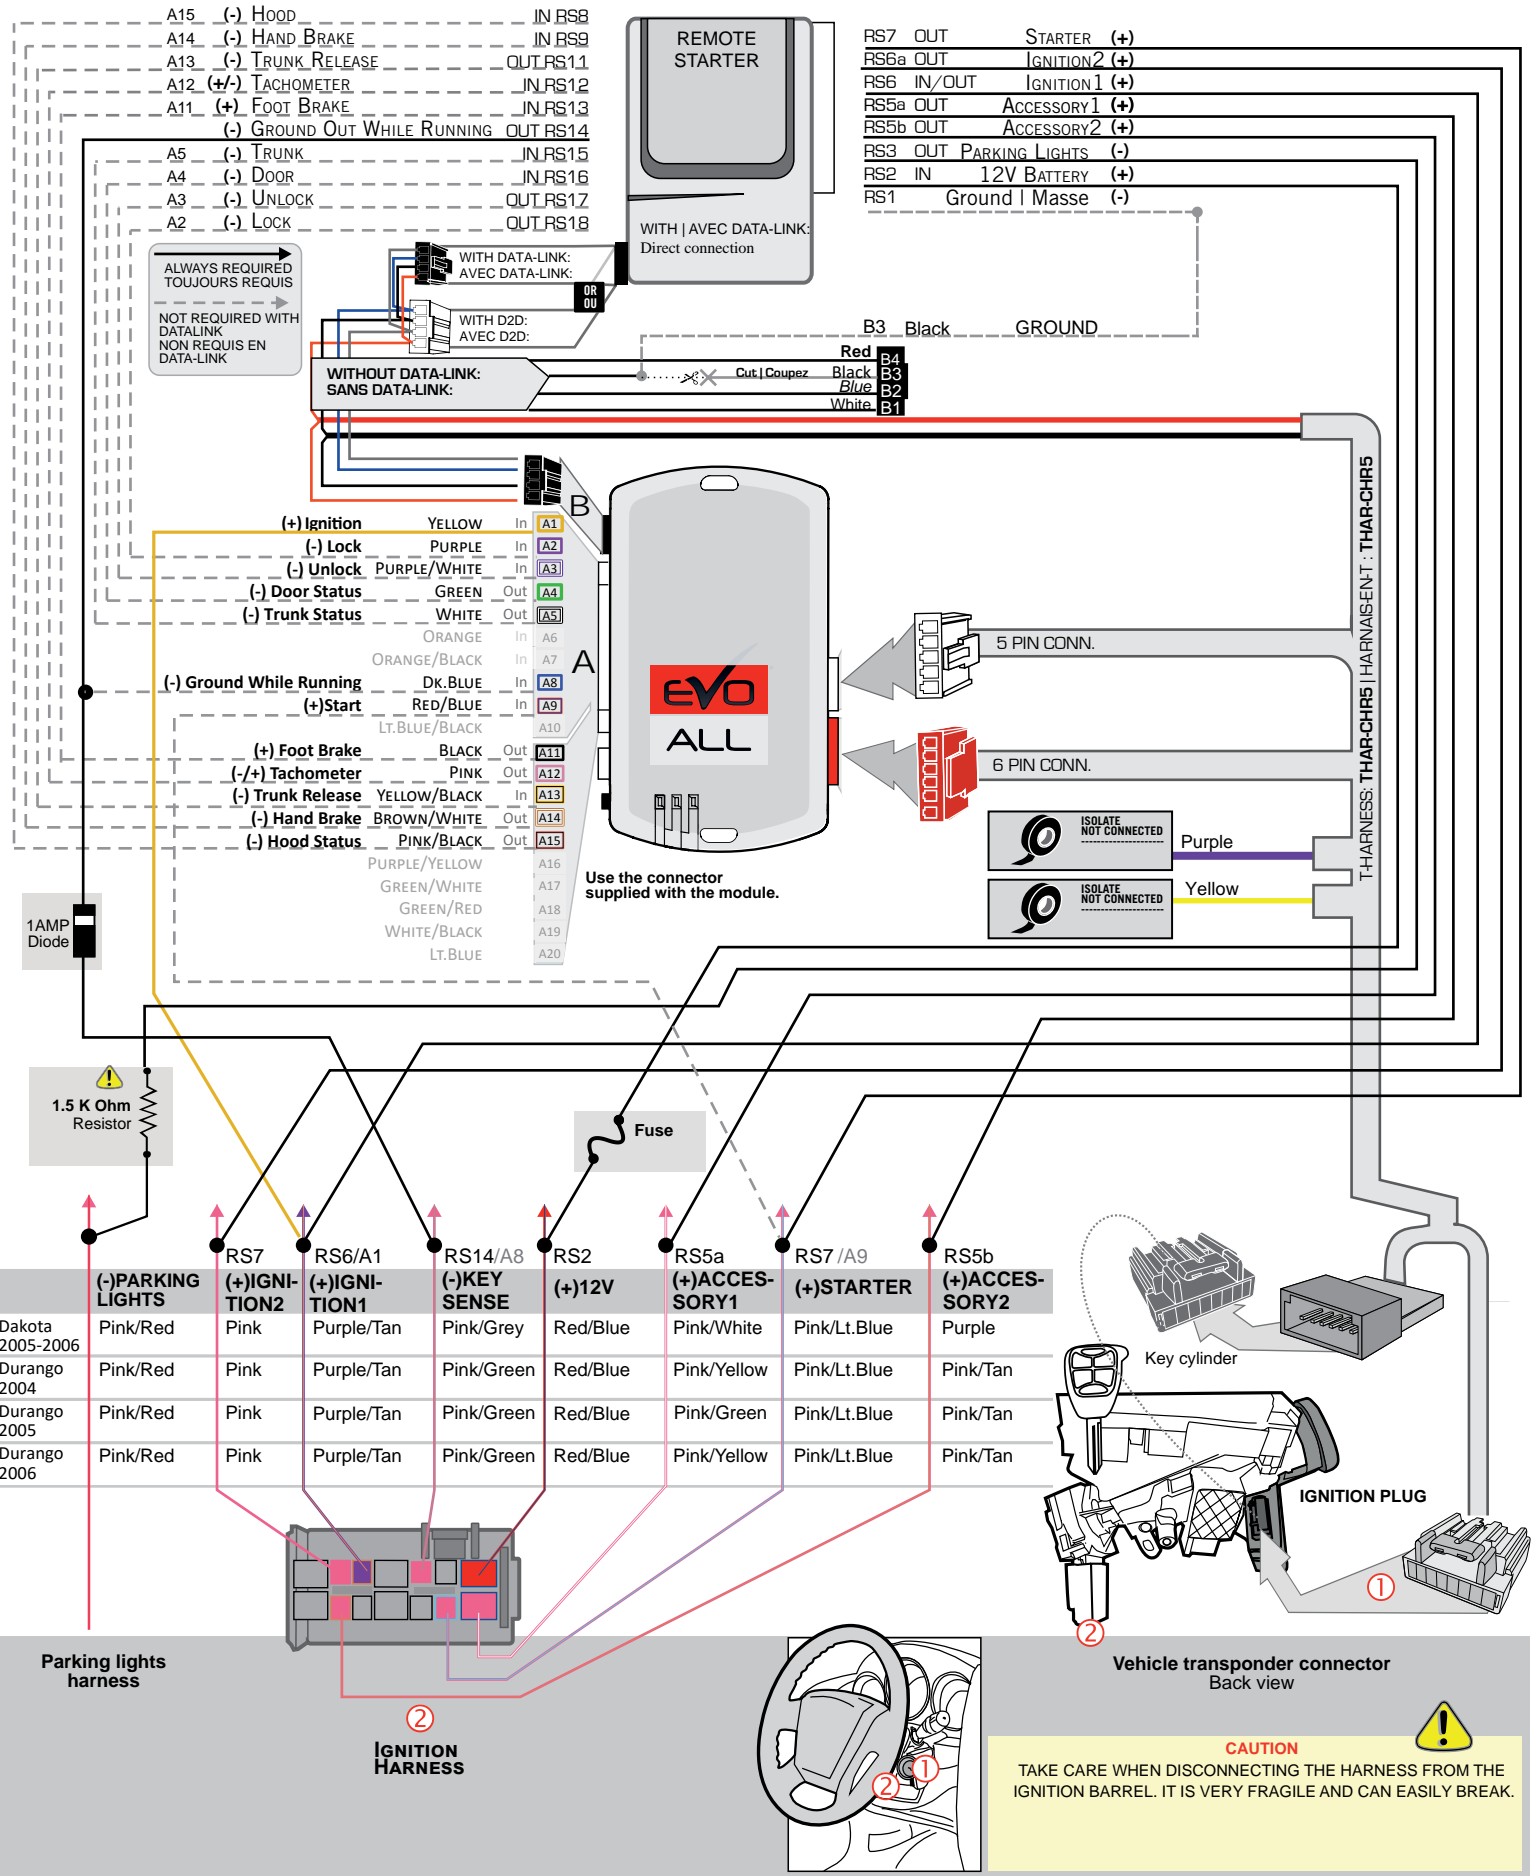 A15 (-) Hood IN RS8
A14 (-) Hand Brake IN RS9
A13 (-) Trunk Release OUT RS11
A12 (+/-) Tachometer IN RS12
A11 (+) Foot Brake IN RS13
(-) Ground Out While Running OUT RS14
A5 (-) Trunk IN RS15
A4 (-) Door IN RS16
A3 (-) Unlock OUT RS17
A2 (-) Lock OUT RS18
REMOTE
STARTER
WITH | AVEC DATA-LINK:
Direct connection
RS7 OUT Starter (+)
RS6a OUT Ignition2 (+)
RS6 IN/OUT Ignition1 (+)
RS5a OUT Accessory1 (+)
RS5b OUT Accessory2 (+)
RS3 OUT Parking Lights (-)
RS2 IN 12V Battery (+)
RS1 Ground | Masse (-)
ALWAYS REQUIRED
TOUJOURS REQUIS
NOT REQUIRED WITH
DATALINK
NON REQUIS EN
DATA-LINK
WITH DATA-LINK:
AVEC DATA-LINK:
OR
OU
WITH D2D:
AVEC D2D:
B3 Black GROUND
WITHOUT DATA-LINK:
SANS DATA-LINK:
Cut | Coupez
Red B4
Black B3
Blue B2
White B1
B
(+) Ignition Yellow In A1
(-) Lock Purple In A2
(-) Unlock Purple/White In A3
(-) Door Status Green Out A4
(-) Trunk Status White Out A5
Orange In A6
Orange/Black In A7
(-) Ground While Running Dk.Blue In A8
(+)Start Red/Blue In A9
Lt.Blue/Black A10
(+) Foot Brake Black Out A11
(-/+) Tachometer Pink Out A12
(-) Trunk Release Yellow/Black In A13
(-) Hand Brake Brown/White Out A14
(-) Hood Status Pink/Black Out A15
Purple/Yellow A16
Green/White A17
Green/Red A18
White/Black A19
Lt.Blue A20
A
EVO
ALL
Use the connector
supplied with the module.
5 PIN CONN.
6 PIN CONN.
T-HARNESS: THAR-CHR5 | HARNAIS-EN-T : THAR-CHR5
ISOLATE
NOT CONNECTED
Purple
ISOLATE
NOT CONNECTED
Yellow
1AMP
Diode
1.5 K Ohm
Resistor
Fuse
RS7 RS6/A1 RS14/A8 RS2 RS5a RS7 /A9 RS5b
(-)PARKING LIGHTS (+)IGNI-TION2 (+)IGNI-TION1 (-)KEY SENSE (+)12V (+)ACCES-SORY1 (+)STARTER (+)ACCES-SORY2
Dakota 2005-2006 Pink/Red Pink Purple/Tan Pink/Grey Red/Blue Pink/White Pink/Lt.Blue Purple
Durango 2004 Pink/Red Pink Purple/Tan Pink/Green Red/Blue Pink/Yellow Pink/Lt.Blue Pink/Tan
Durango 2005 Pink/Red Pink Purple/Tan Pink/Green Red/Blue Pink/Green Pink/Lt.Blue Pink/Tan
Durango 2006 Pink/Red Pink Purple/Tan Pink/Green Red/Blue Pink/Yellow Pink/Lt.Blue Pink/Tan
Key cylinder
IGNITION PLUG
1
2
Parking lights
harness
2
Ignition
Harness
1
2
Vehicle transponder connector
Back view
CAUTION
TAKE CARE WHEN DISCONNECTING THE HARNESS FROM THE
IGNITION BARREL. IT IS VERY FRAGILE AND CAN EASILY BREAK.